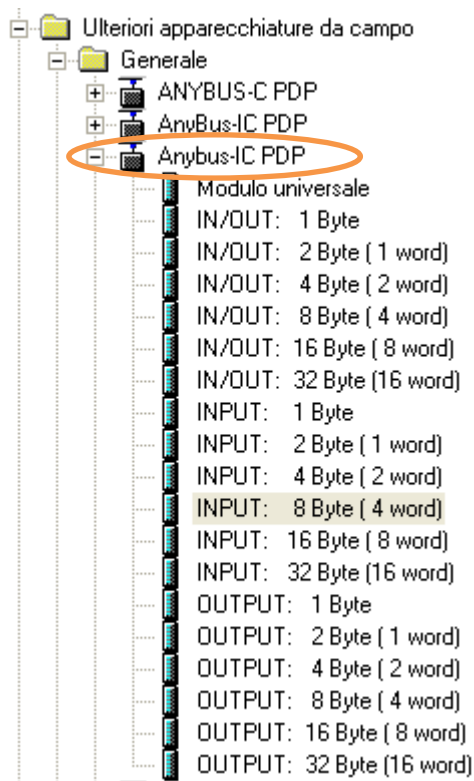 Ulteriori apparecchiature da campo
Generale
ANYBUS-C PDP
AnyBus-IC PDP
Anybus-IC PDP
Modulo universale
IN/OUT: 1 Byte
IN/OUT: 2 Byte ( 1 word)
IN/OUT: 4 Byte ( 2 word)
IN/OUT: 8 Byte ( 4 word)
IN/OUT: 16 Byte ( 8 word)
IN/OUT: 32 Byte (16 word)
INPUT: 1 Byte
INPUT: 2 Byte ( 1 word)
INPUT: 4 Byte ( 2 word)
INPUT: 8 Byte ( 4 word)
INPUT: 16 Byte ( 8 word)
INPUT: 32 Byte (16 word)
OUTPUT: 1 Byte
OUTPUT: 2 Byte ( 1 word)
OUTPUT: 4 Byte ( 2 word)
OUTPUT: 8 Byte ( 4 word)
OUTPUT: 16 Byte ( 8 word)
OUTPUT: 32 Byte (16 word)